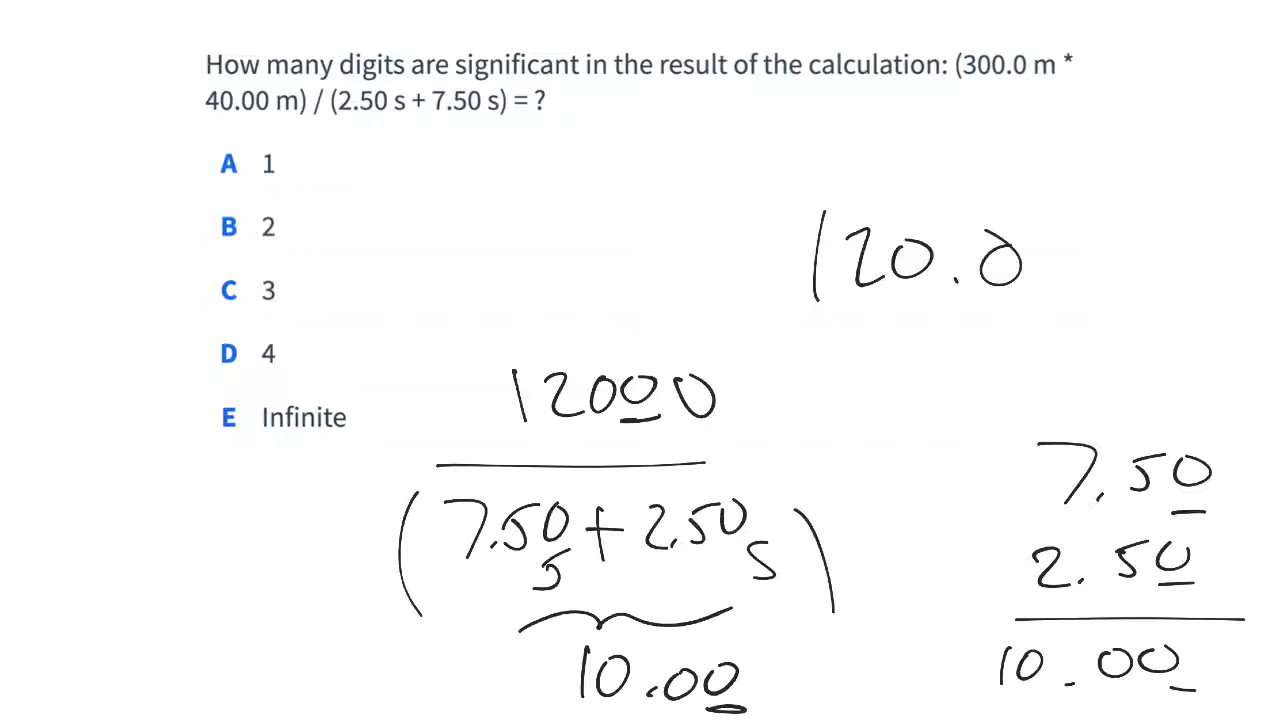 How many digits are significant in the result of the calculation: (300.0 m *
40.00 m) / (2.50 s + 7.50 s) = ?
A 1
B 2
C 3
D 4
E Infinite
120.0
12000
(7.50 s + 2.50 s)
10.00
7.50
2.50
10.00